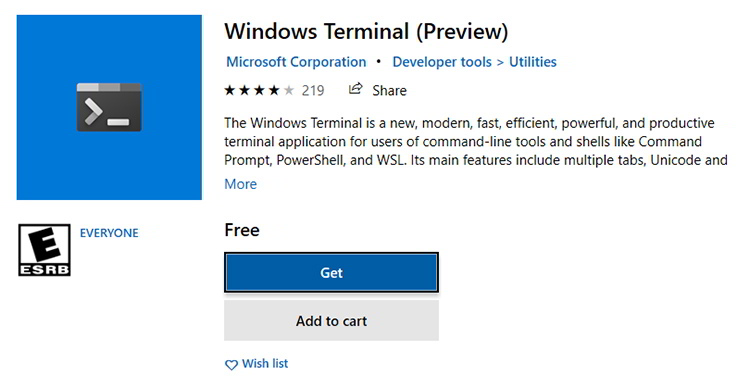 Windows Terminal (Preview)
Microsoft Corporation • Developer tools > Utilities
★★★★★ 219 Share
The Windows Terminal is a new, modern, fast, efficient, powerful, and productive
terminal application for users of command-line tools and shells like Command
Prompt, PowerShell, and WSL. Its main features include multiple tabs, Unicode and
More
E
ESRB
EVERYONE
Free
Get
Add to cart
Wish list